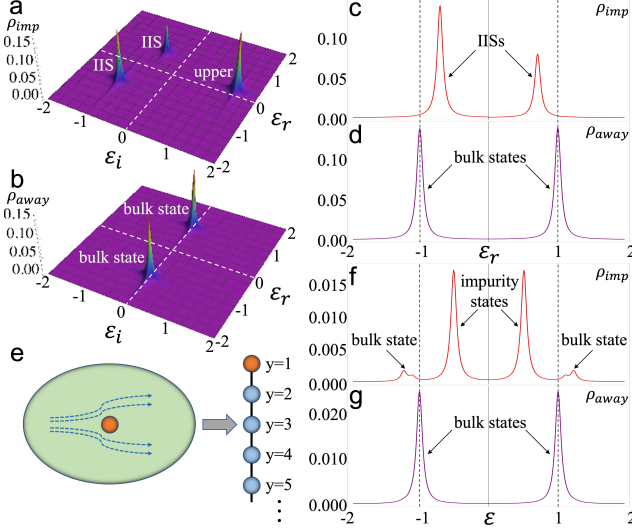 a
ρimp
0.15
0.10
0.05
0.00
-2
-1
0
1
2
-2
-1
0
1
2
IIS
IIS
upper
εi
εr
b
ρaway
0.15
0.10
0.05
0.00
-2
-1
0
1
2
-2
-1
0
1
2
bulk state
bulk state
εi
εr
c
ρimp
0.10
0.05
0.00
IISs
d
ρaway
0.10
0.05
0.00
bulk states
-2
-1
εr
1
2
e
y=1
y=2
y=3
y=4
y=5
f
ρimp
0.015
0.010
0.005
0.000
impurity
states
bulk state
bulk state
g
ρaway
0.020
0.010
0.000
bulk states
-2
-1
ε
1
2